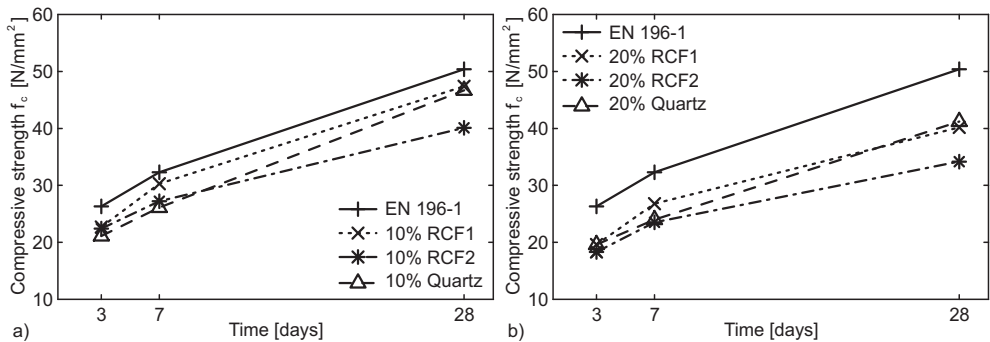 Compressive strength f c [N/mm²]
60
50
40
30
20
10
EN 196-1
10% RCF1
10% RCF2
10% Quartz
3 7 28
a) Time [days]
Compressive strength f c [N/mm²]
60
50
40
30
20
10
EN 196-1
20% RCF1
20% RCF2
20% Quartz
3 7 28
b) Time [days]